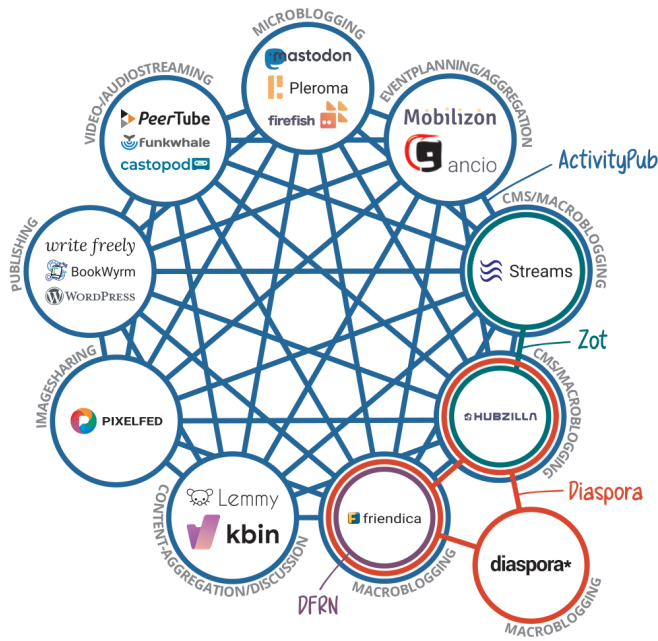 MICROBLOGGING
mastodon
Pleroma
firefish
EVENTPLANNING/AGGREGATION
Mobilizon
gancio
ActivityPub
VIDEO-/AUDIOSTREAMING
PeerTube
funkwhale
castopod
CMS/MACROBLOGGING
Streams
PUBLISHING
write freely
BookWyrm
WORDPRESS
Zot
CMS/MACROBLOGGING
HUBZILLA
IMAGESHARING
PIXELFED
Diaspora
CONTENT-AGGREGATION/DISCUSSION
Lemmy
kbin
friendica
MACROBLOGGING
DFRN
diaspora*
MACROBLOGGING